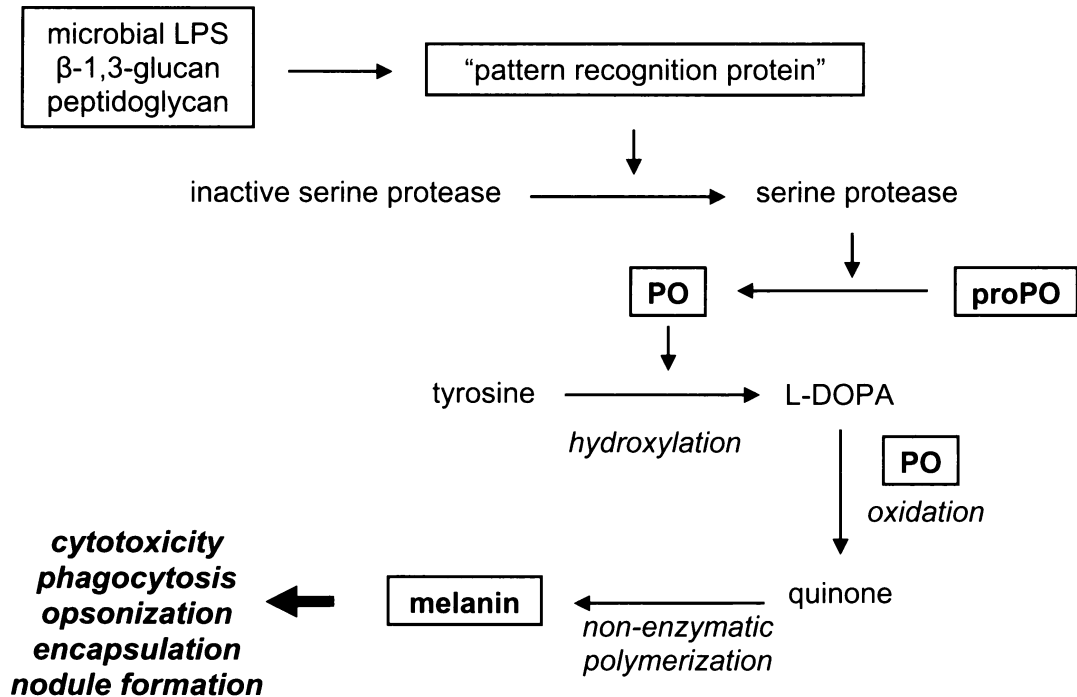 microbial LPS
β-1,3-glucan
peptidoglycan
“pattern recognition protein”
inactive serine protease
serine protease
PO
proPO
tyrosine
L-DOPA
hydroxylation
PO
oxidation
quinone
non-enzymatic
polymerization
melanin
cytotoxicity
phagocytosis
opsonization
encapsulation
nodule formation